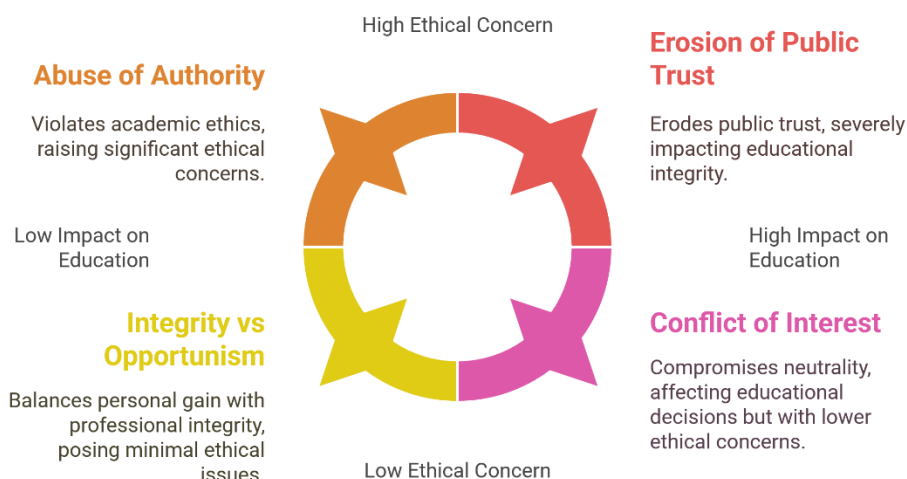 High Ethical Concern
Abuse of Authority
Violates academic ethics,
raising significant ethical
concerns.
Erosion of Public
Trust
Erodes public trust, severely
impacting educational
integrity.
Low Impact on
Education
High Impact on
Education
Integrity vs
Opportunism
Balances personal gain with
professional integrity,
posing minimal ethical
issues.
Conflict of Interest
Compromises neutrality,
affecting educational
decisions but with lower
ethical concerns.
Low Ethical Concern